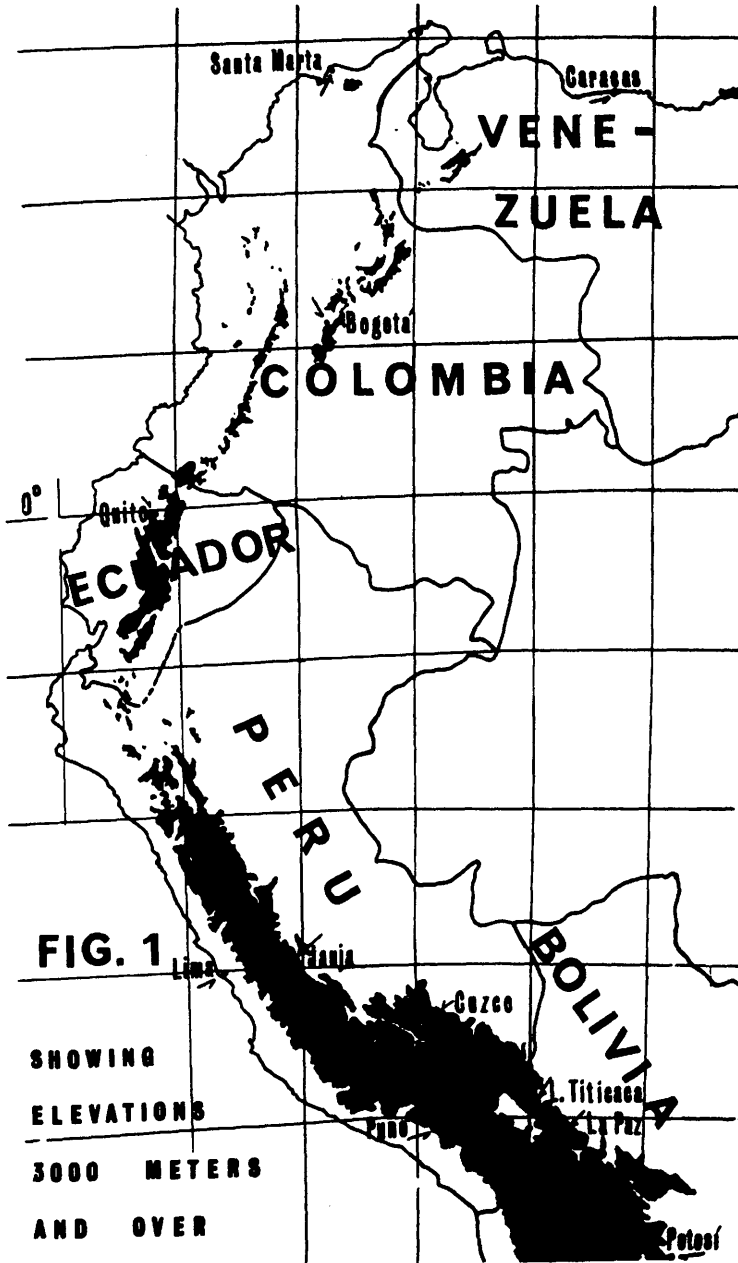 Santa Marta
Caracas
VENE-
ZUELA
Bogotá
COLOMBIA
0°
Quito
ECUADOR
PERU
FIG. 1
Lima
BOLIVIA
Cuzco
SHOWING
ELEVATIONS
3000 METERS
AND OVER
L. Titicaca
La Paz
Puno
Potosí